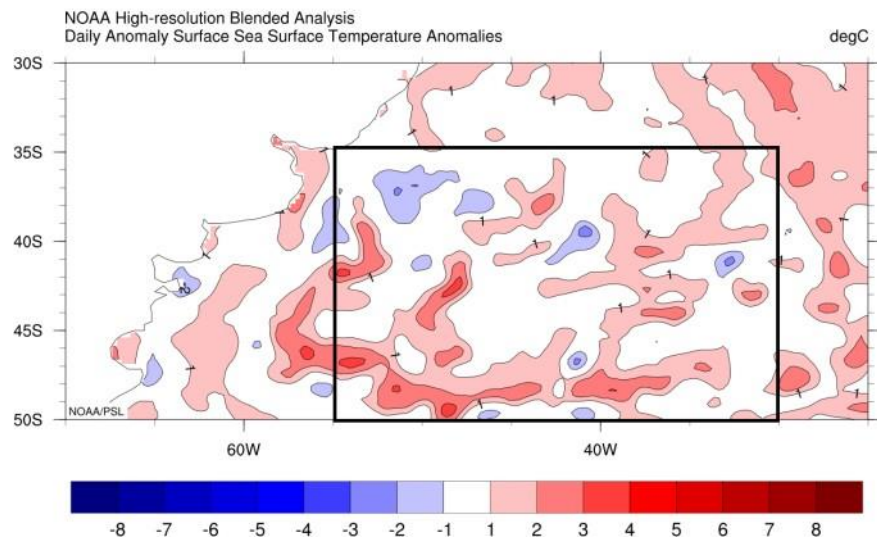 NOAA High-resolution Blended Analysis
Daily Anomaly Surface Sea Surface Temperature Anomalies degC
30S
35S
40S
45S
50S
NOAA/PSL
60W 40W
-8 -7 -6 -5 -4 -3 -2 -1 1 2 3 4 5 6 7 8